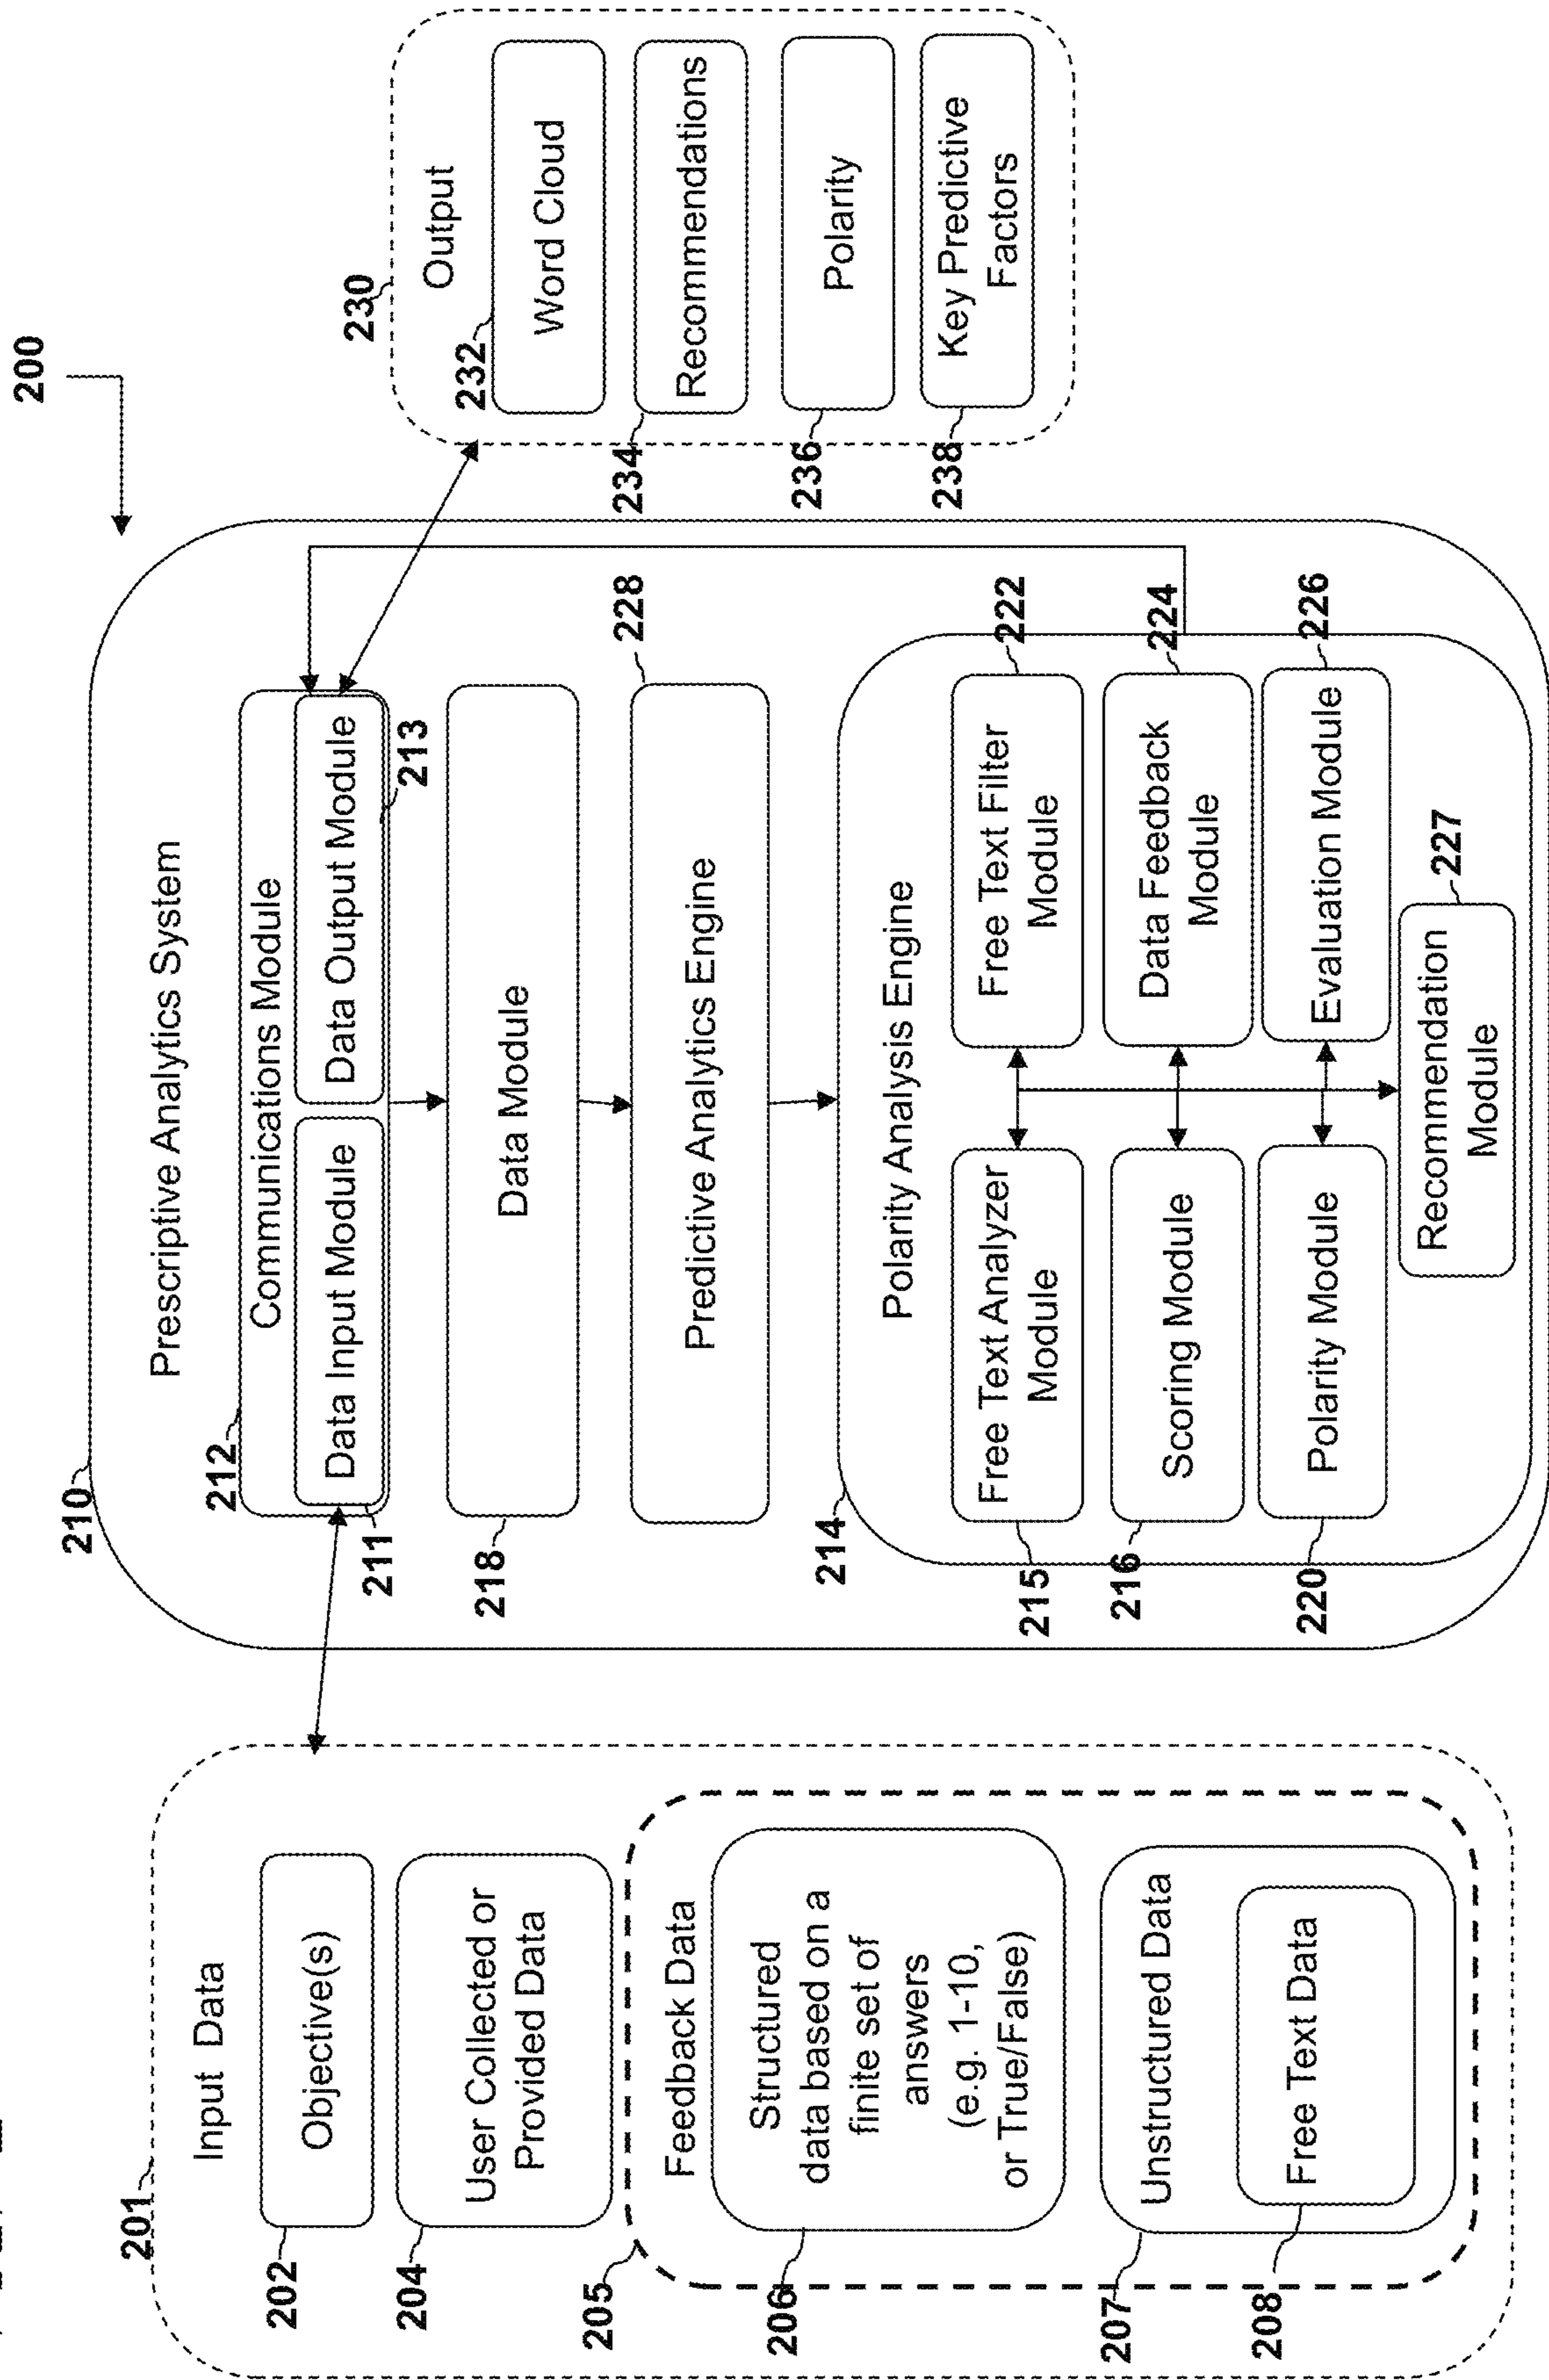 200
201
Input Data
202
Objective(s)
204
User Collected or
Provided Data
205
Feedback Data
206
Structured
data based on a
finite set of
answers
(e.g. 1-10,
or True/False)
207
Unstructured Data
208
Free Text Data
210
Prescriptive Analytics System
212
Communications Module
Data Input Module
211
Data Output Module
213
218
Data Module
228
Predictive Analytics Engine
214
Polarity Analysis Engine
215
Free Text Analyzer
Module
222
Free Text Filter
Module
216
Scoring Module
224
Data Feedback
Module
220
Polarity Module
226
Evaluation Module
227
Recommendation
Module
230
Output
232
Word Cloud
234
Recommendations
236
Polarity
238
Key Predictive
Factors